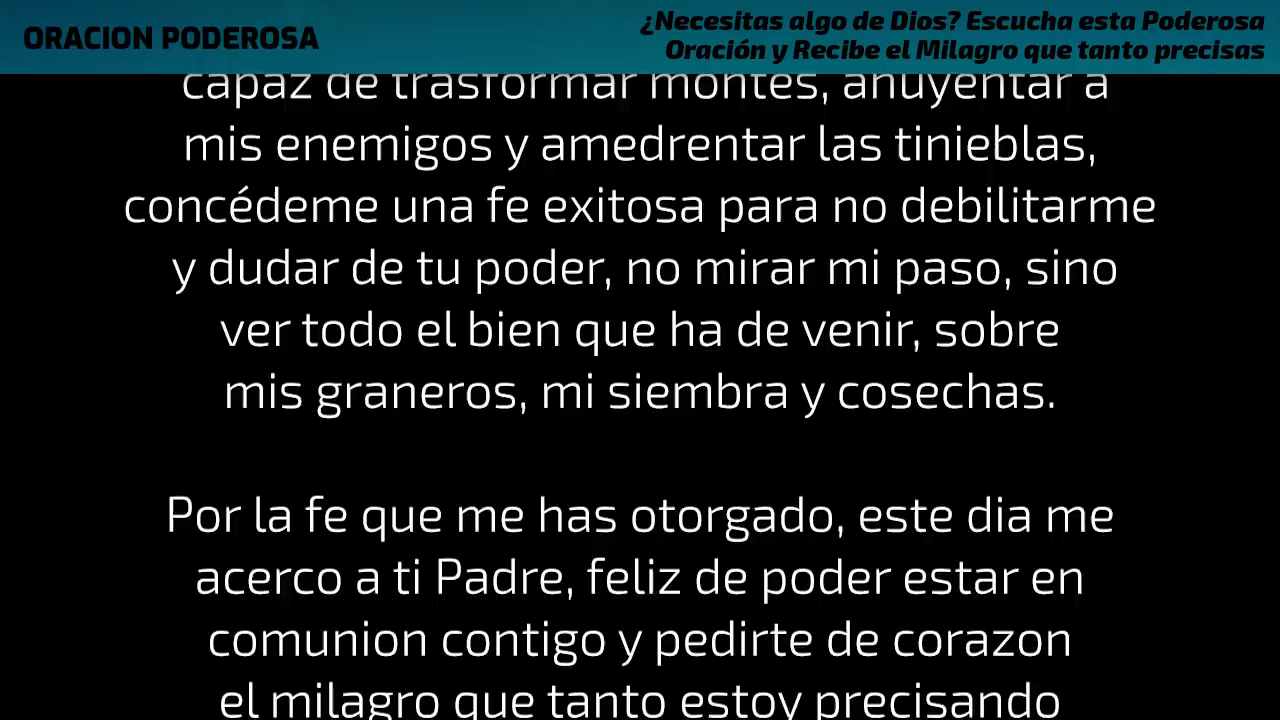 ORACION PODEROSA
¿Necesitas algo de Dios? Escucha esta Poderosa
Oración y Recibe el Milagro que tanto precisas
capaz de trasformar montes, ahuyentar a
mis enemigos y amedrentar las tinieblas,
concédeme una fe exitosa para no debilitarme
y dudar de tu poder, no mirar mi paso, sino
ver todo el bien que ha de venir, sobre
mis graneros, mi siembra y cosechas.
Por la fe que me has otorgado, este dia me
acerco a ti Padre, feliz de poder estar en
comunion contigo y pedirte de corazon
el milagro que tanto estoy precisando